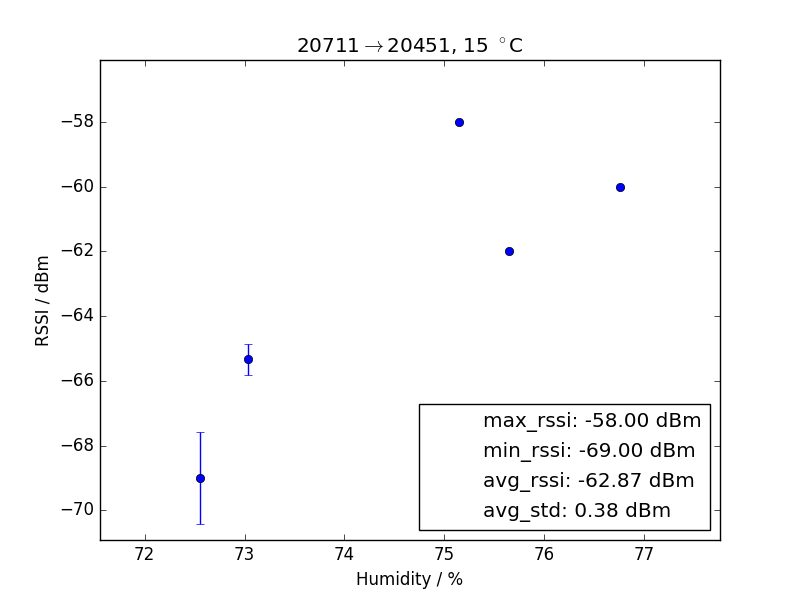 20711→20451, 15 °C
RSSI / dBm
−58
−60
−62
−64
−66
−68
−70
max_rssi: -58.00 dBm
min_rssi: -69.00 dBm
avg_rssi: -62.87 dBm
avg_std: 0.38 dBm
72 73 74 75 76 77
Humidity / %